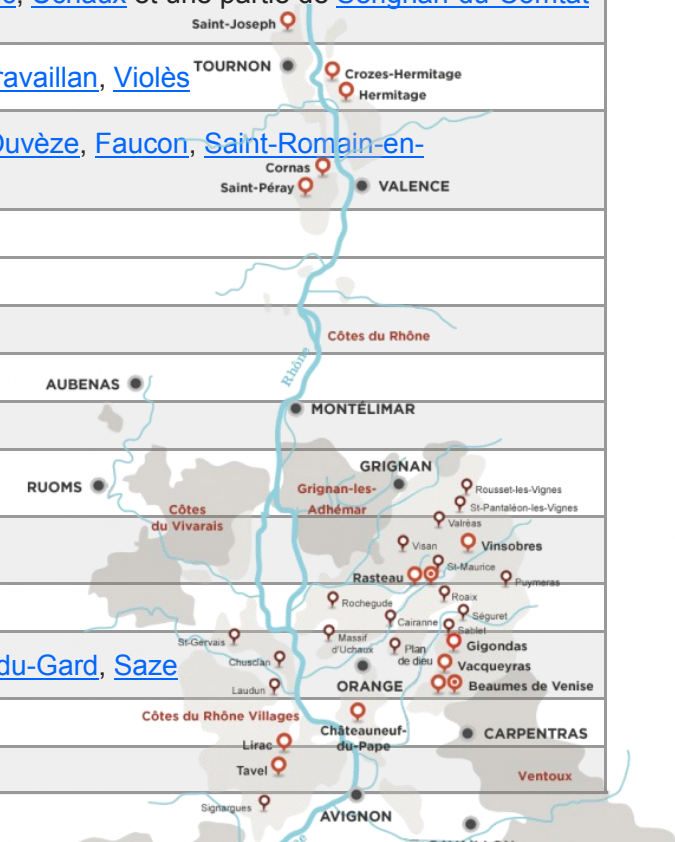 Saint-Joseph
TOURNON
Crozes-Hermitage
ravaillan, Violès
Hermitage
Ouvèze, Faucon, Saint-Romain-en-
Cornas
Saint-Péray
VALENCE
Côtes du Rhône
Rhône
AUBENAS
MONTÉLIMAR
GRIGNAN
RUOMS
Grignan-les-
Adhémar
Rousset-les-Vignes
St-Pantaléon-les-Vignes
Côtes
du Vivarais
Valréas
Visan
Vinsobres
St-Maurice
Rasteau
Puymeras
Roaix
Rochegude
Séguret
Cairanne
Sablet
St-Gervais
Massif
d'Uchaux
Plan
de dieu
Gigondas
Chusclan
Vacqueyras
du-Gard, Saze
Laudun
ORANGE
Beaumes de Venise
Côtes du Rhône Villages
Châteauneuf-
du-Pape
CARPENTRAS
Lirac
Tavel
Ventoux
Signargues
AVIGNON